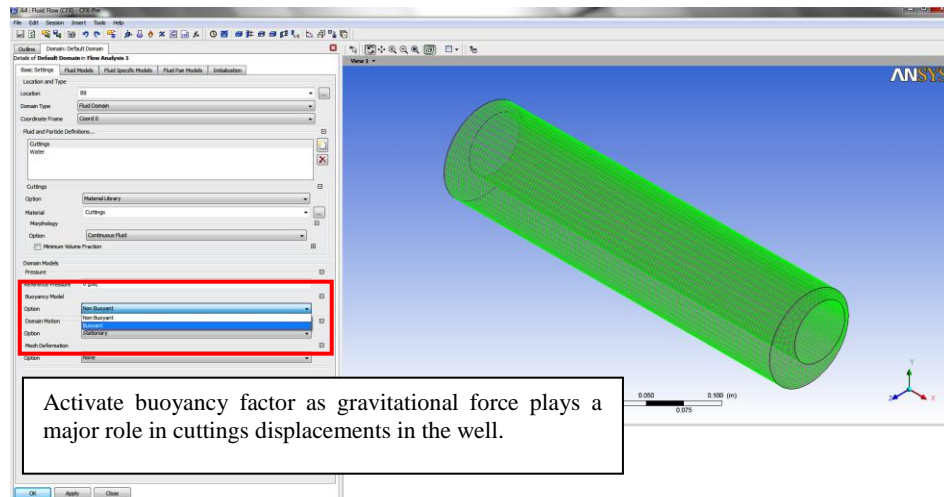 A4 : Fluid Flow (CFX) - CFX-Pre
File Edit Session Insert Tools Help
Outline Domain: Default Domain
Details of Default Domain in Flow Analysis 1
Basic Settings Fluid Models Fluid Specific Models Fluid Pair Models Initialization
Location and Type
Location B8
Domain Type Fluid Domain
Coordinate Frame Coord 0
Fluid and Particle Definitions...
Cuttings
Water
Cuttings
Option Material Library
Material Cuttings
Morphology
Option Continuous Fluid
Minimum Volume Fraction
Domain Models
Pressure
Reference Pressure
Buoyancy Model
Option Non Buoyant
Non Buoyant
Buoyant
Domain Motion
Option Stationary
Mesh Deformation
Option None
OK Apply Close
View 1
ANSYS
0.050 0.100 (m)
0.075
Y
Z X
Activate buoyancy factor as gravitational force plays a
major role in cuttings displacements in the well.